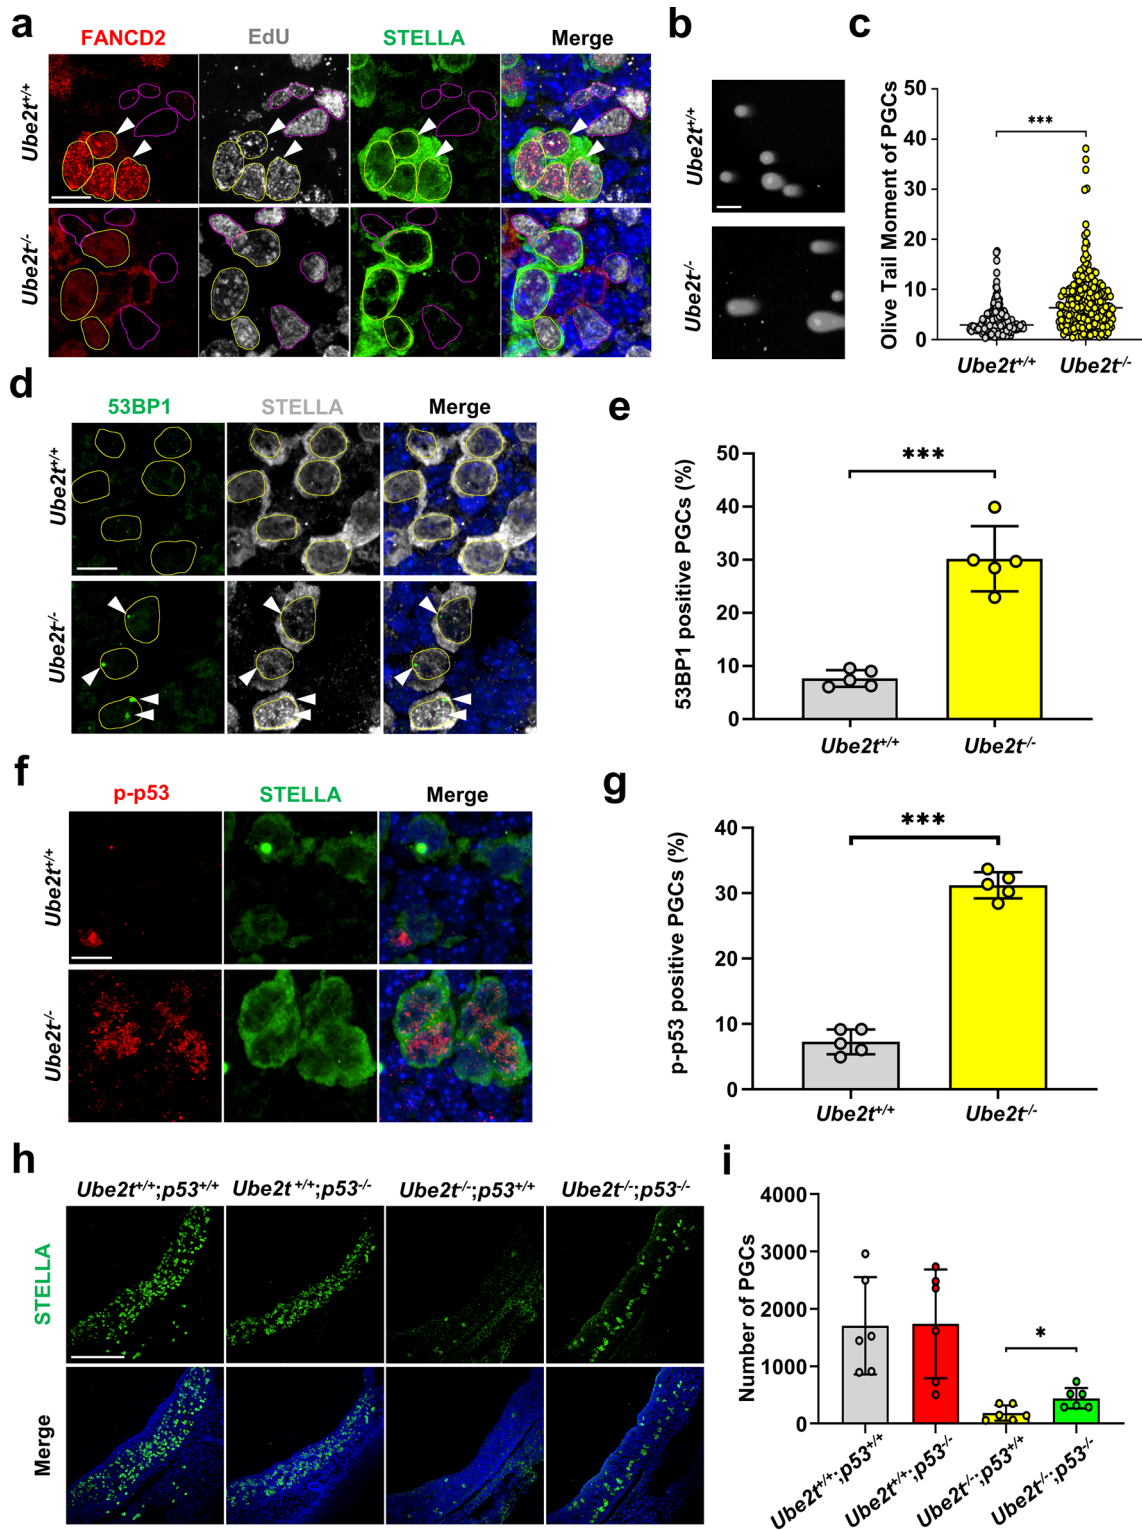 a
FANCD2 EdU STELLA Merge
Ube2t+/+
Ube2t-/-
b
Ube2t+/+
Ube2t-/-
c
Olive Tail Moment of PGCs
50
40
30
20
10
0
***
Ube2t+/+ Ube2t-/-
d
53BP1 STELLA Merge
Ube2t+/+
Ube2t-/-
e
53BP1 positive PGCs (%)
50
40
30
20
10
0
***
Ube2t+/+ Ube2t-/-
f
p-p53 STELLA Merge
Ube2t+/+
Ube2t-/-
g
p-p53 positive PGCs (%)
40
30
20
10
0
***
Ube2t+/+ Ube2t-/-
h
Ube2t+/+;p53+/+ Ube2t+/+;p53-/- Ube2t-/-;p53+/+ Ube2t-/-;p53-/-
STELLA
Merge
i
Number of PGCs
4000
3000
2000
1000
0
*
Ube2t+/+;p53+/+
Ube2t+/+;p53-/-
Ube2t-/-;p53+/+
Ube2t-/-;p53-/-